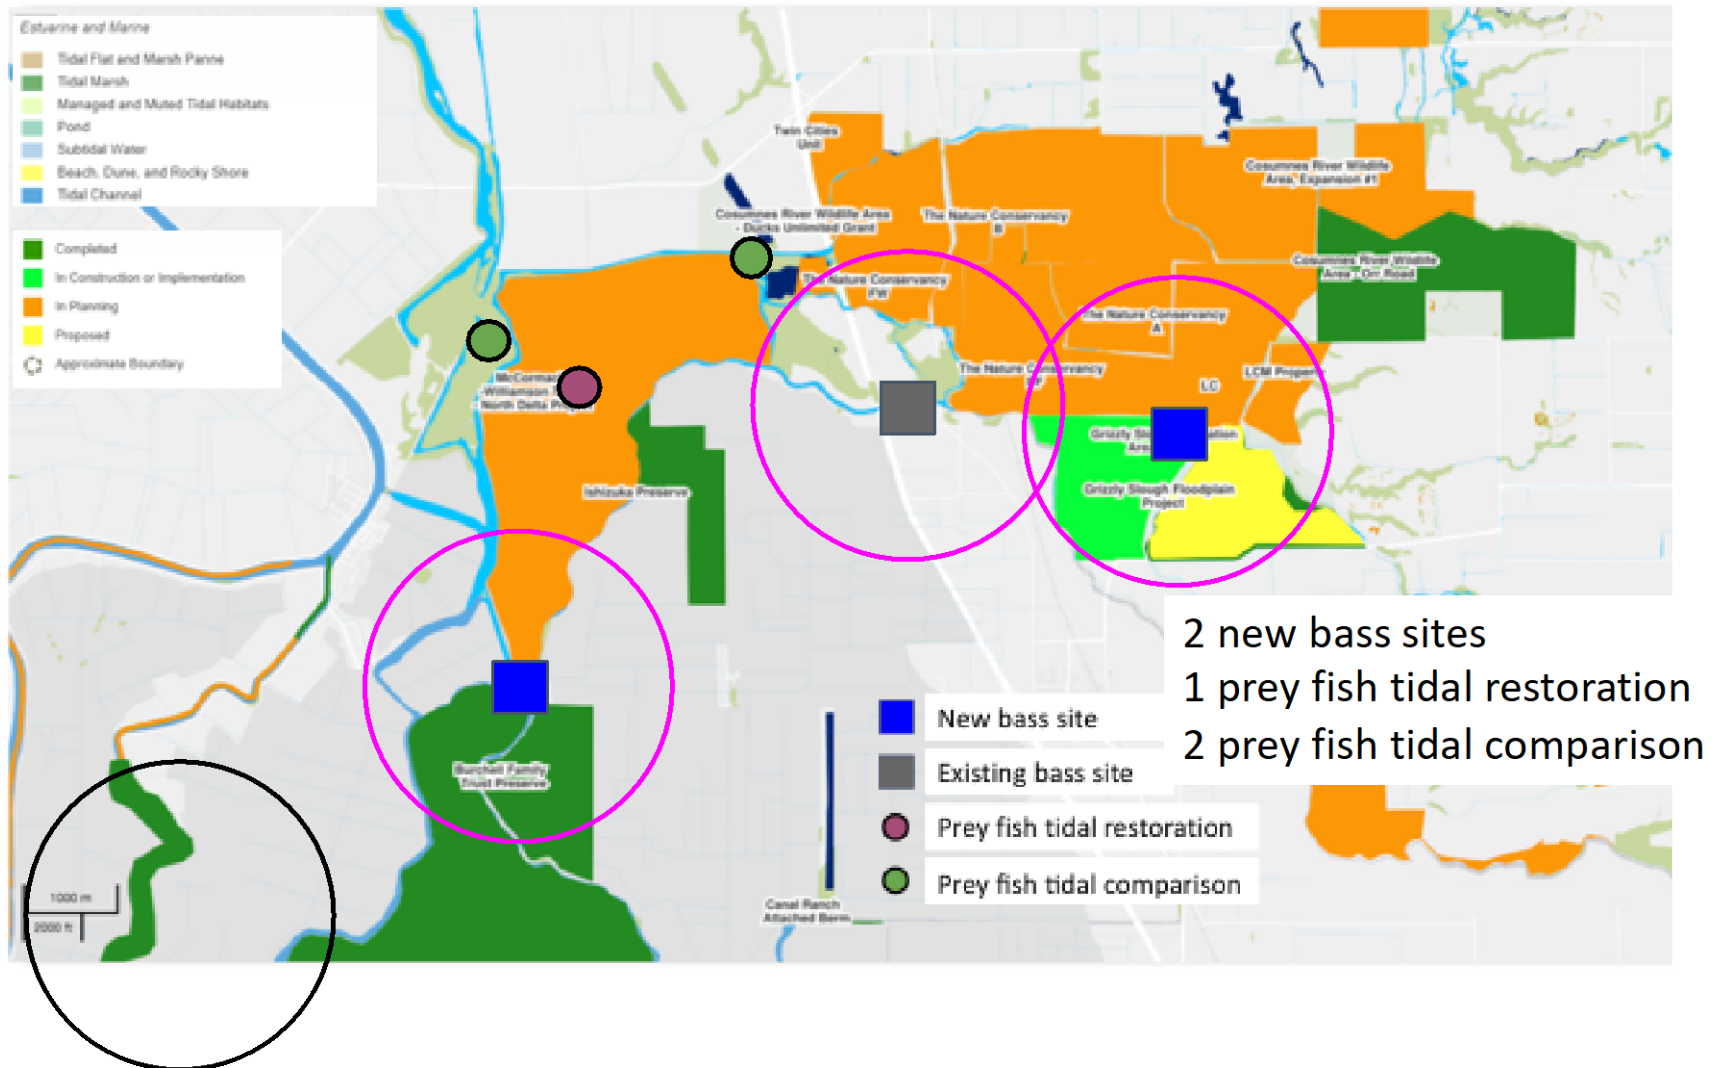 Estuarine and Marine
Tidal Flat and Marsh Panne
Tidal Marsh
Managed and Muted Tidal Habitats
Pond
Subtidal Water
Beach, Dune, and Rocky Shore
Tidal Channel
Completed
In Construction or Implementation
In Planning
Proposed
Approximate Boundary
Twin Cities
Unit
Cosumnes River Wildlife
Area, Expansion #1
Cosumnes River Wildlife Area
- Ducks Unlimited Grant
The Nature Conservancy
B
Cosumnes River Wildlife
Area - Orr Road
The Nature Conservancy
FW
The Nature Conservancy
A
The Nature Conservancy
LC
LCM Property
McCormac
Williamson
North Delta
Grizzly
Ishizuka Preserve
Grizzly Slough Floodplain
Project
2 new bass sites
1 prey fish tidal restoration
2 prey fish tidal comparison
New bass site
Existing bass site
Prey fish tidal restoration
Prey fish tidal comparison
Burchell Family
Trust Preserve
1000 m
2000 ft
Canal Ranch
Attached Berm